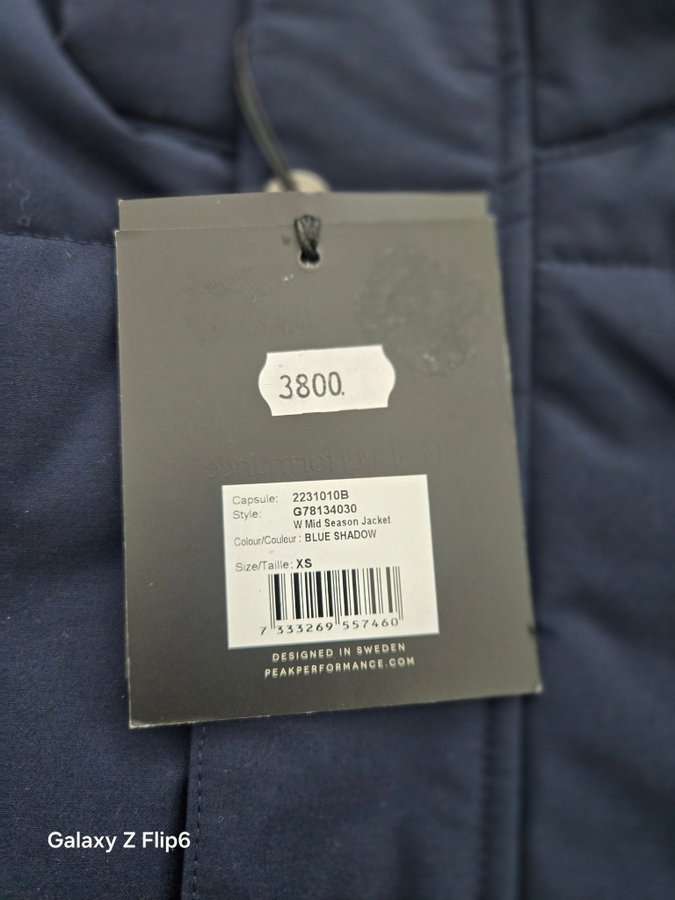 3800.
Capsule: 2231010B
Style: G78134030
W Mid Season Jacket
Colour/Couleur : BLUE SHADOW
Size/Taille: XS
7 333269 557460
DESIGNED IN SWEDEN
PEAKPERFORMANCE.COM
Galaxy Z Flip6